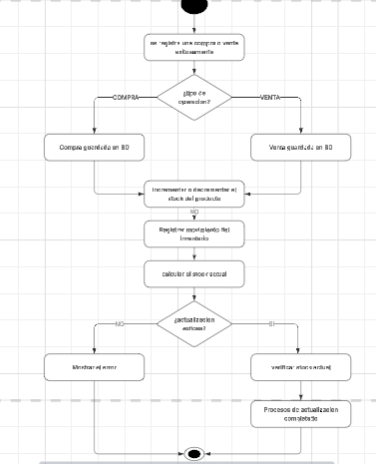 se registra una compra o venta
exitosamente
¿tipo de
operacion?
COMPRA
VENTA
Compra guardada en BD
Venta guardada en BD
Incrementar o decrementar el
stock del producto
NO
Registrar movimiento del
inventario
calcular stock actual
¿actualizacion
exitosa?
NO
SI
Mostrar el error
verificar stock actual
Procesos de actualizacion
completado